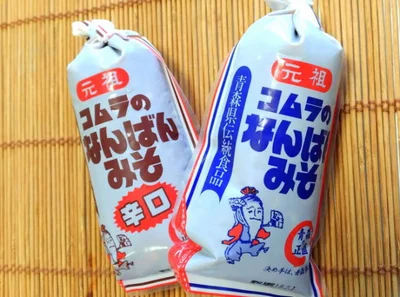 元祖
コムラの
なんばん
みそ
辛口
元祖
コムラの
なんばん
みそ
青森県伝統食品